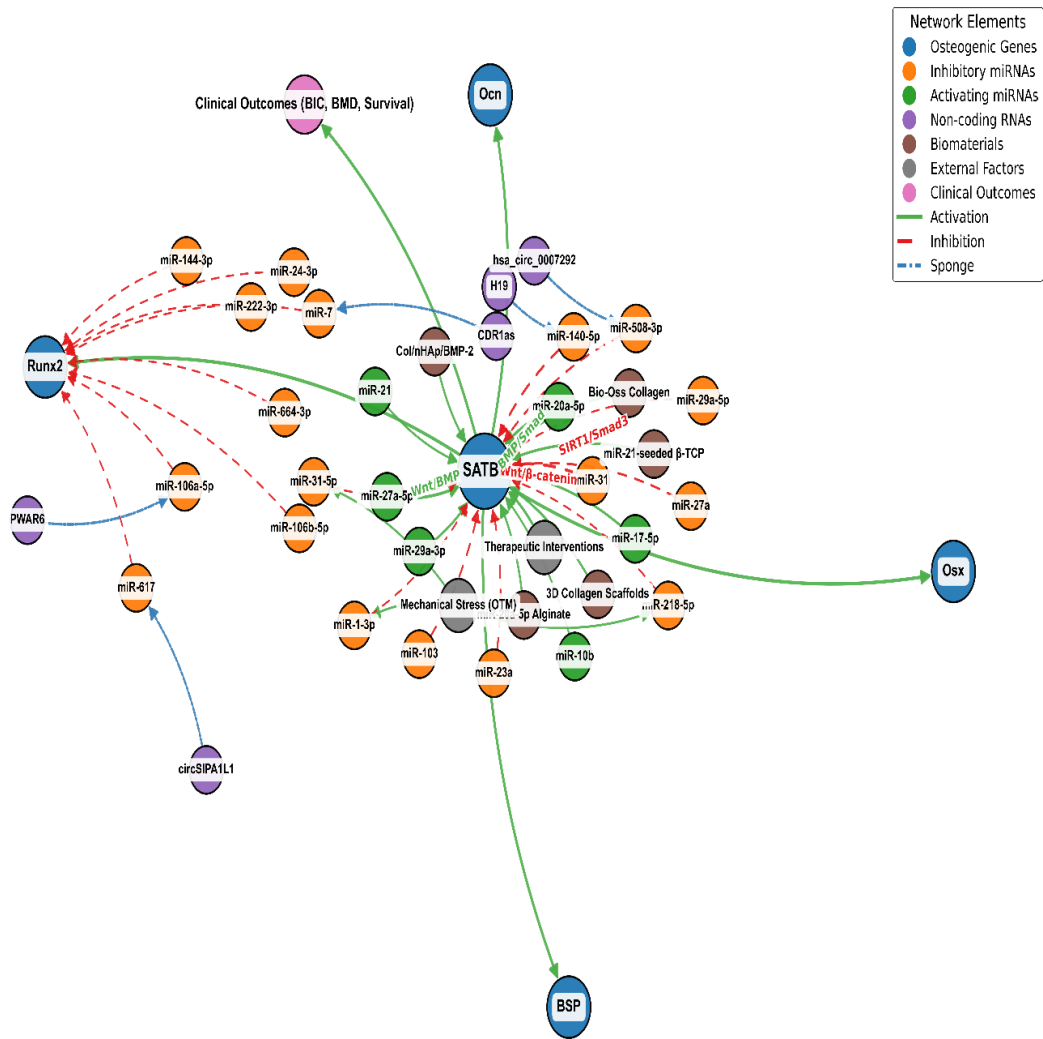 Network Elements
Osteogenic Genes
Inhibitory miRNAs
Activating miRNAs
Non-coding RNAs
Biomaterials
External Factors
Clinical Outcomes
Activation
Inhibition
Sponge
Clinical Outcomes (BIC, BMD, Survival)
Ocn
miR-144-3p
miR-24-3p
hsa_circ_0007292
H19
miR-222-3p
miR-7
CDR1as
miR-140-5p
miR-508-3p
Col/nHAp/BMP-2
Runx2
miR-21
Bio-Oss Collagen
miR-29a-5p
miR-664-3p
miR-20a-5p
BMP/Smad
SIRT1/Smad3
miR-21-seeded β-TCP
SATB
Wnt/β-catenin
miR-31-5p
Wnt/BMP
miR-31
miR-106a-5p
miR-27a-5p
miR-27a
PWAR6
miR-106b-5p
miR-29a-3p
Therapeutic Interventions
miR-17-5p
Osx
miR-617
3D Collagen Scaffolds
miR-1-3p
Mechanical Stress (OTM)
5p Alginate
miR-218-5p
miR-103
miR-10b
miR-23a
circSIPA1L1
BSP